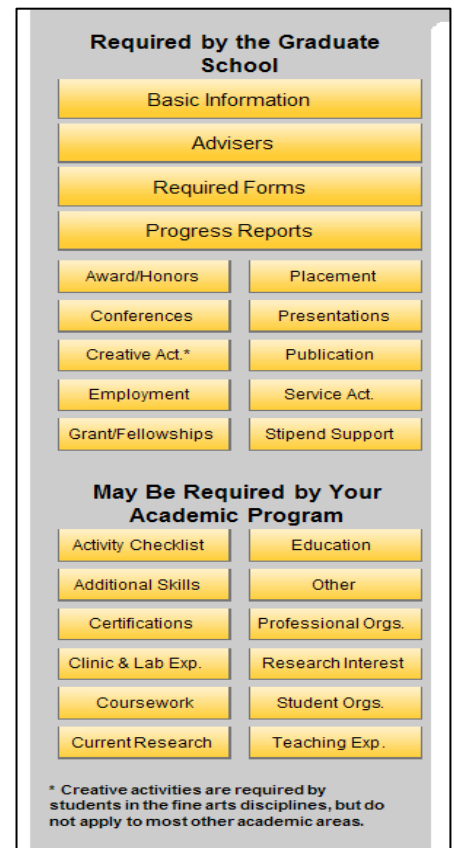 Required by the Graduate
School
Basic Information
Advisers
Required Forms
Progress Reports
Award/Honors
Placement
Conferences
Presentations
Creative Act.*
Publication
Employment
Service Act.
Grant/Fellowships
Stipend Support
May Be Required by Your
Academic Program
Activity Checklist
Education
Additional Skills
Other
Certifications
Professional Orgs.
Clinic & Lab Exp.
Research Interest
Coursework
Student Orgs.
Current Research
Teaching Exp.
* Creative activities are required by
students in the fine arts disciplines, but do
not apply to most other academic areas.